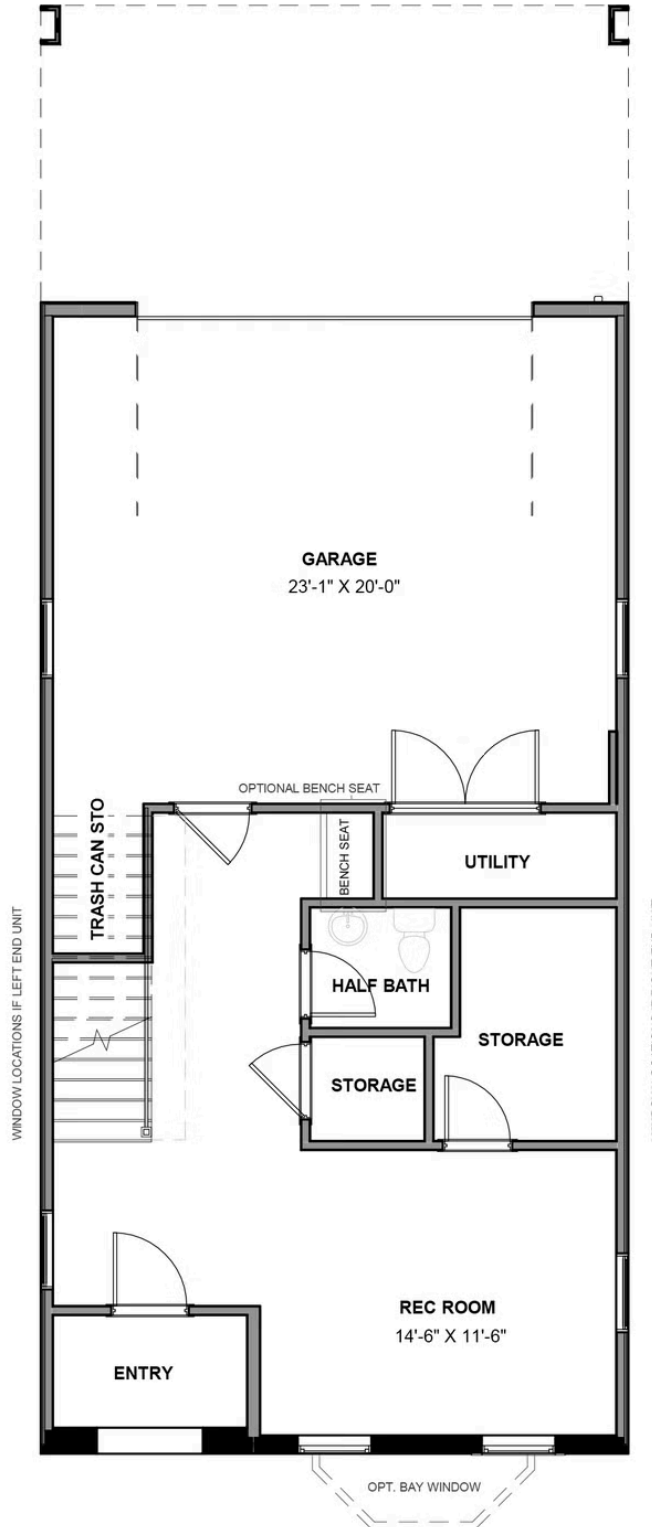 GARAGE
23'-1" X 20'-0"
OPTIONAL BENCH SEAT
TRASH CAN STO
BENCH SEAT
UTILITY
WINDOW LOCATIONS IF LEFT END UNIT
HALF BATH
STORAGE
STORAGE
REC ROOM
14'-6" X 11'-6"
ENTRY
OPT. BAY WINDOW